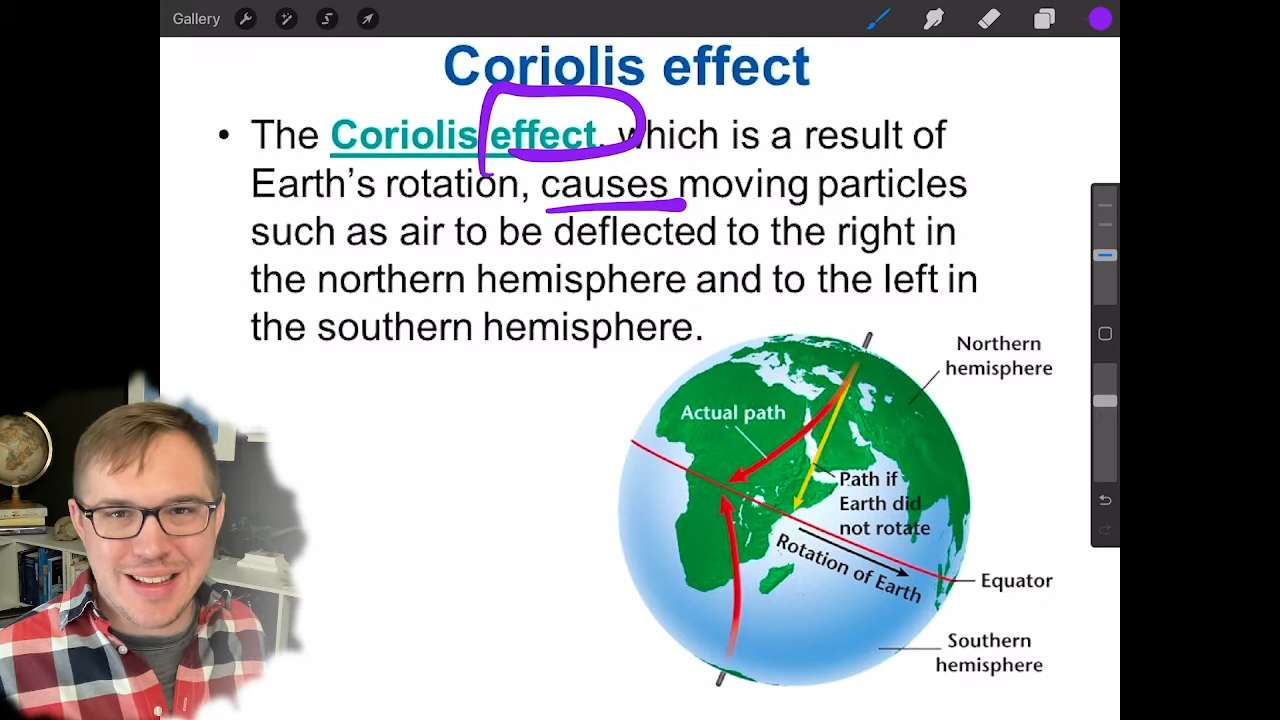 Gallery
Coriolis effect
• The Coriolis effect, which is a result of
Earth’s rotation, causes moving particles
such as air to be deflected to the right in
the northern hemisphere and to the left in
the southern hemisphere.
Northern
hemisphere
Actual path
Path if
Earth did
not rotate
Rotation of Earth
Equator
Southern
hemisphere